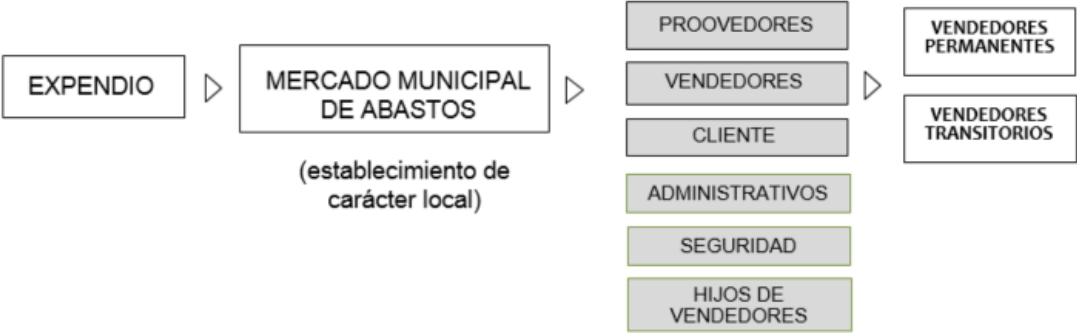 EXPENDIO
MERCADO MUNICIPAL
DE ABASTOS
(establecimiento de
carácter local)
PROOVEDORES
VENDEDORES
CLIENTE
ADMINISTRATIVOS
SEGURIDAD
HIJOS DE
VENDEDORES
VENDEDORES
PERMANENTES
VENDEDORES
TRANSITORIOS